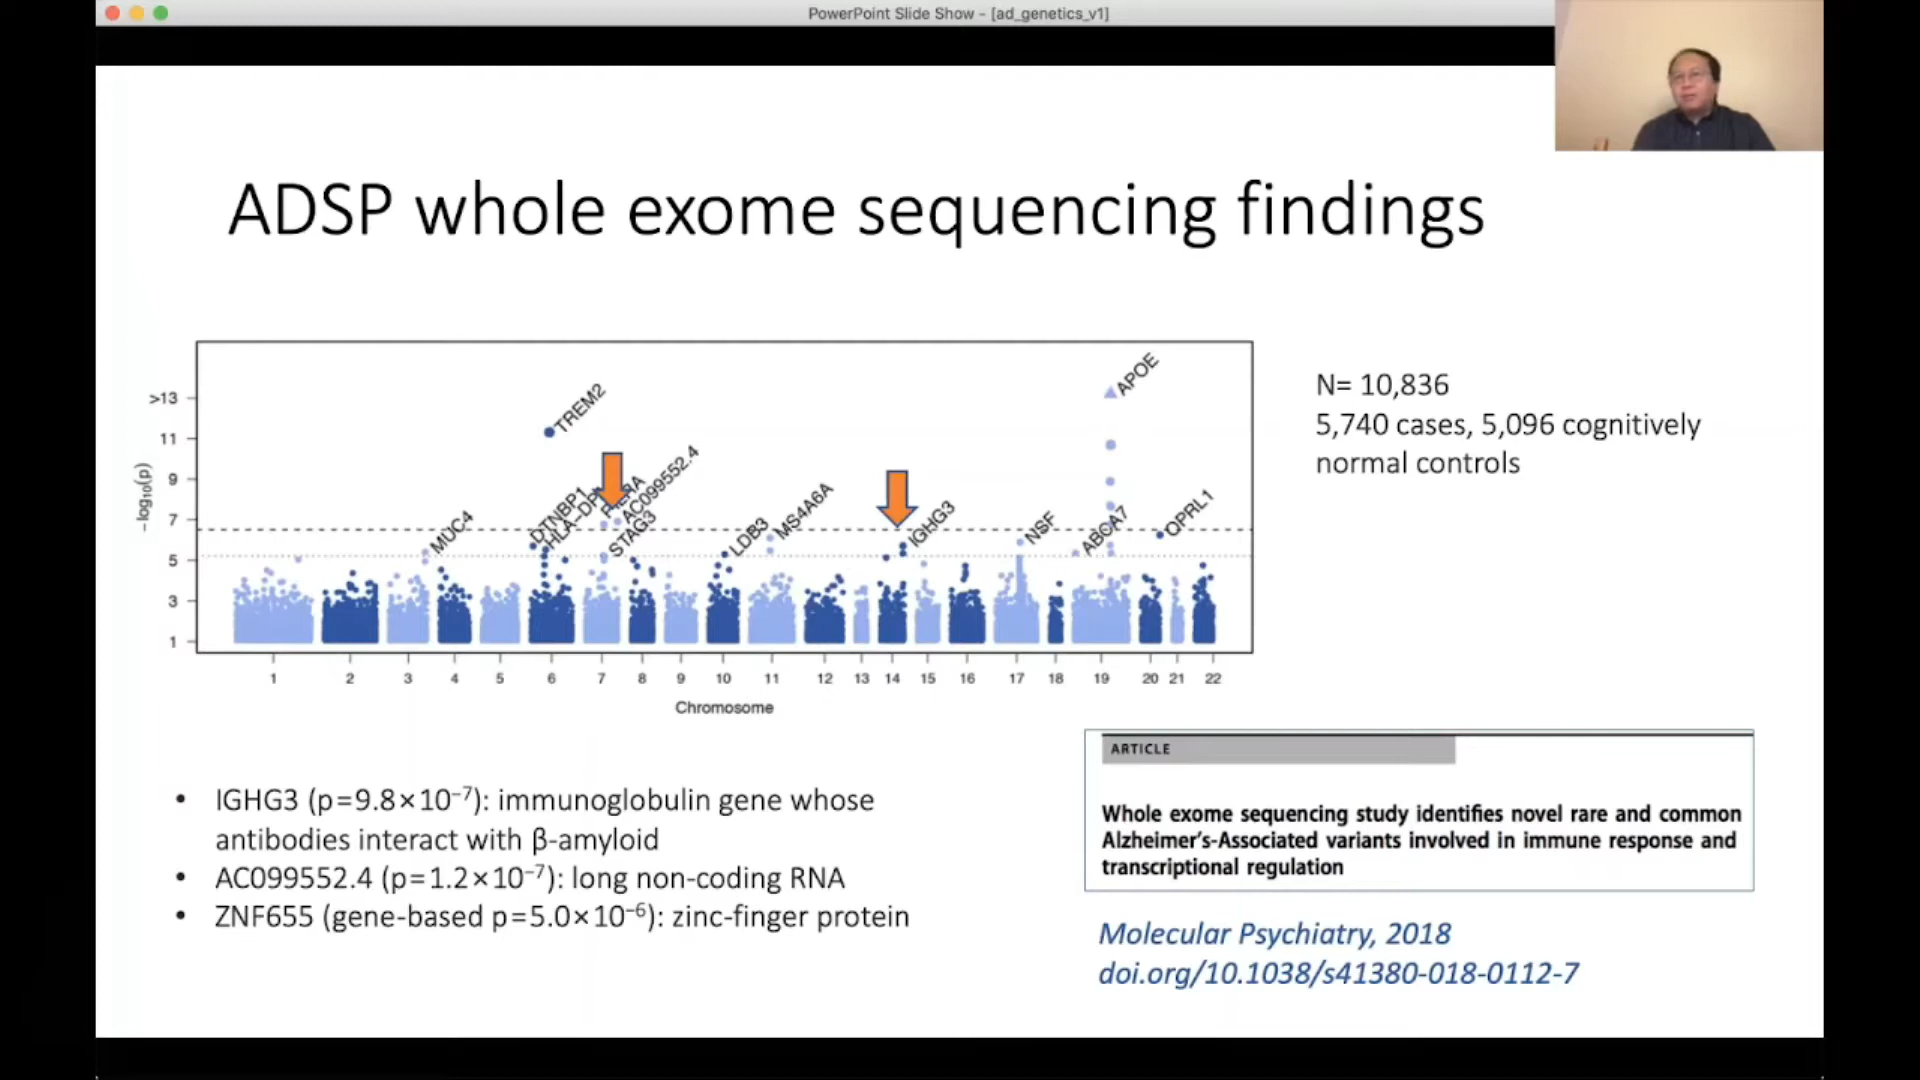 PowerPoint Slide Show - [ad_genetics_v1]
ADSP whole exome sequencing findings
−log₁₀(p)
>13
11
9
7
5
3
1
MUC4
TREM2
DTNBP1
AC099552.4
STAG3
LDB3
MS4A6A
IGHG3
NSF
ABCA7
APOE
OPRL1
1 2 3 4 5 6 7 8 9 10 11 12 13 14 15 16 17 18 19 20 21 22
Chromosome
N= 10,836
5,740 cases, 5,096 cognitively
normal controls
• IGHG3 (p=9.8×10⁻⁷): immunoglobulin gene whose
antibodies interact with β-amyloid
• AC099552.4 (p=1.2×10⁻⁷): long non-coding RNA
• ZNF655 (gene-based p=5.0×10⁻⁶): zinc-finger protein
ARTICLE
Whole exome sequencing study identifies novel rare and common
Alzheimer's-Associated variants involved in immune response and
transcriptional regulation
Molecular Psychiatry, 2018
doi.org/10.1038/s41380-018-0112-7